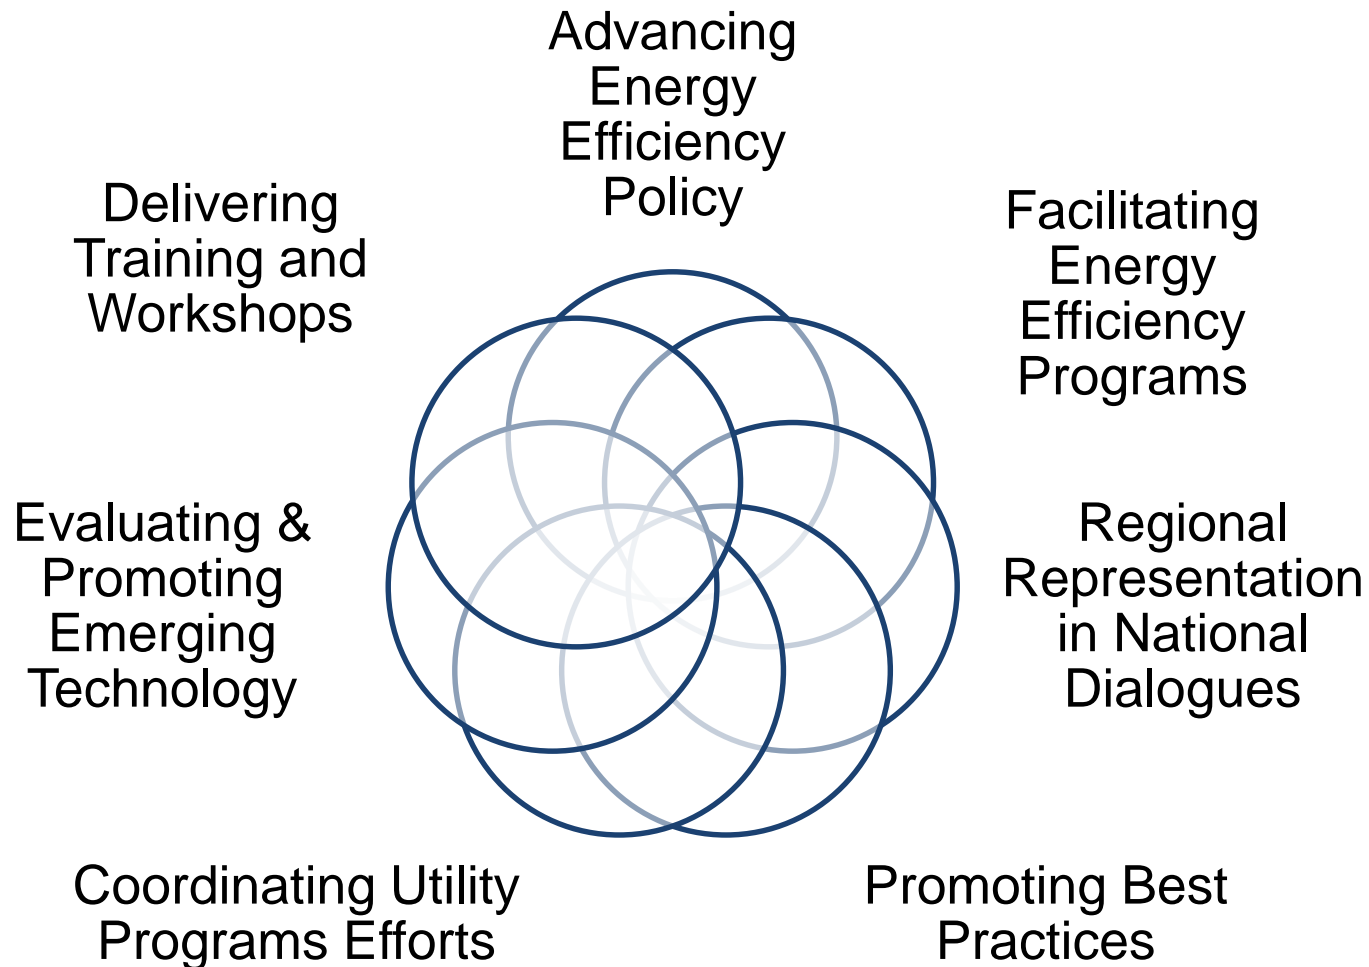 Advancing
Energy
Efficiency
Policy
Facilitating
Energy
Efficiency
Programs
Regional
Representation
in National
Dialogues
Promoting Best
Practices
Coordinating Utility
Programs Efforts
Evaluating &
Promoting
Emerging
Technology
Delivering
Training and
Workshops